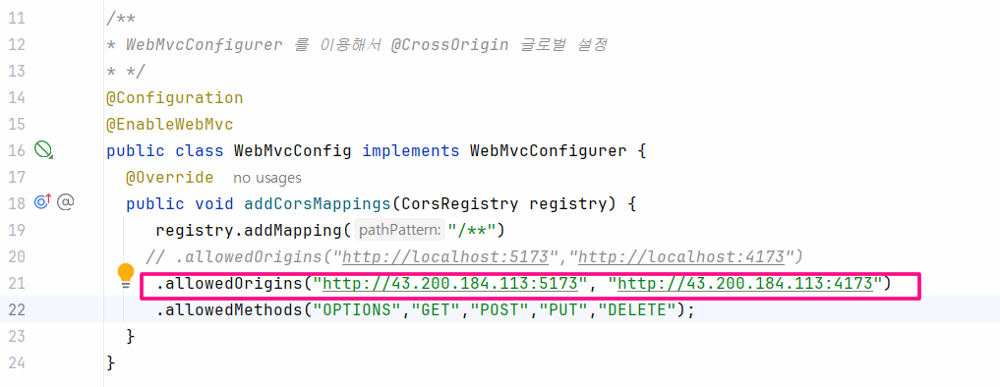 11 /**
12 * WebMvcConfigurer 를 이용해서 @CrossOrigin 글로벌 설정
13 * */
14 @Configuration
15 @EnableWebMvc
16 public class WebMvcConfig implements WebMvcConfigurer {
17 @Override no usages
18 public void addCorsMappings(CorsRegistry registry) {
19 registry.addMapping( pathPattern: "/**")
20 // .allowedOrigins("http://localhost:5173","http://localhost:4173")
21 .allowedOrigins("http://43.200.184.113:5173", "http://43.200.184.113:4173")
22 .allowedMethods("OPTIONS","GET","POST","PUT","DELETE");
23 }
24 }